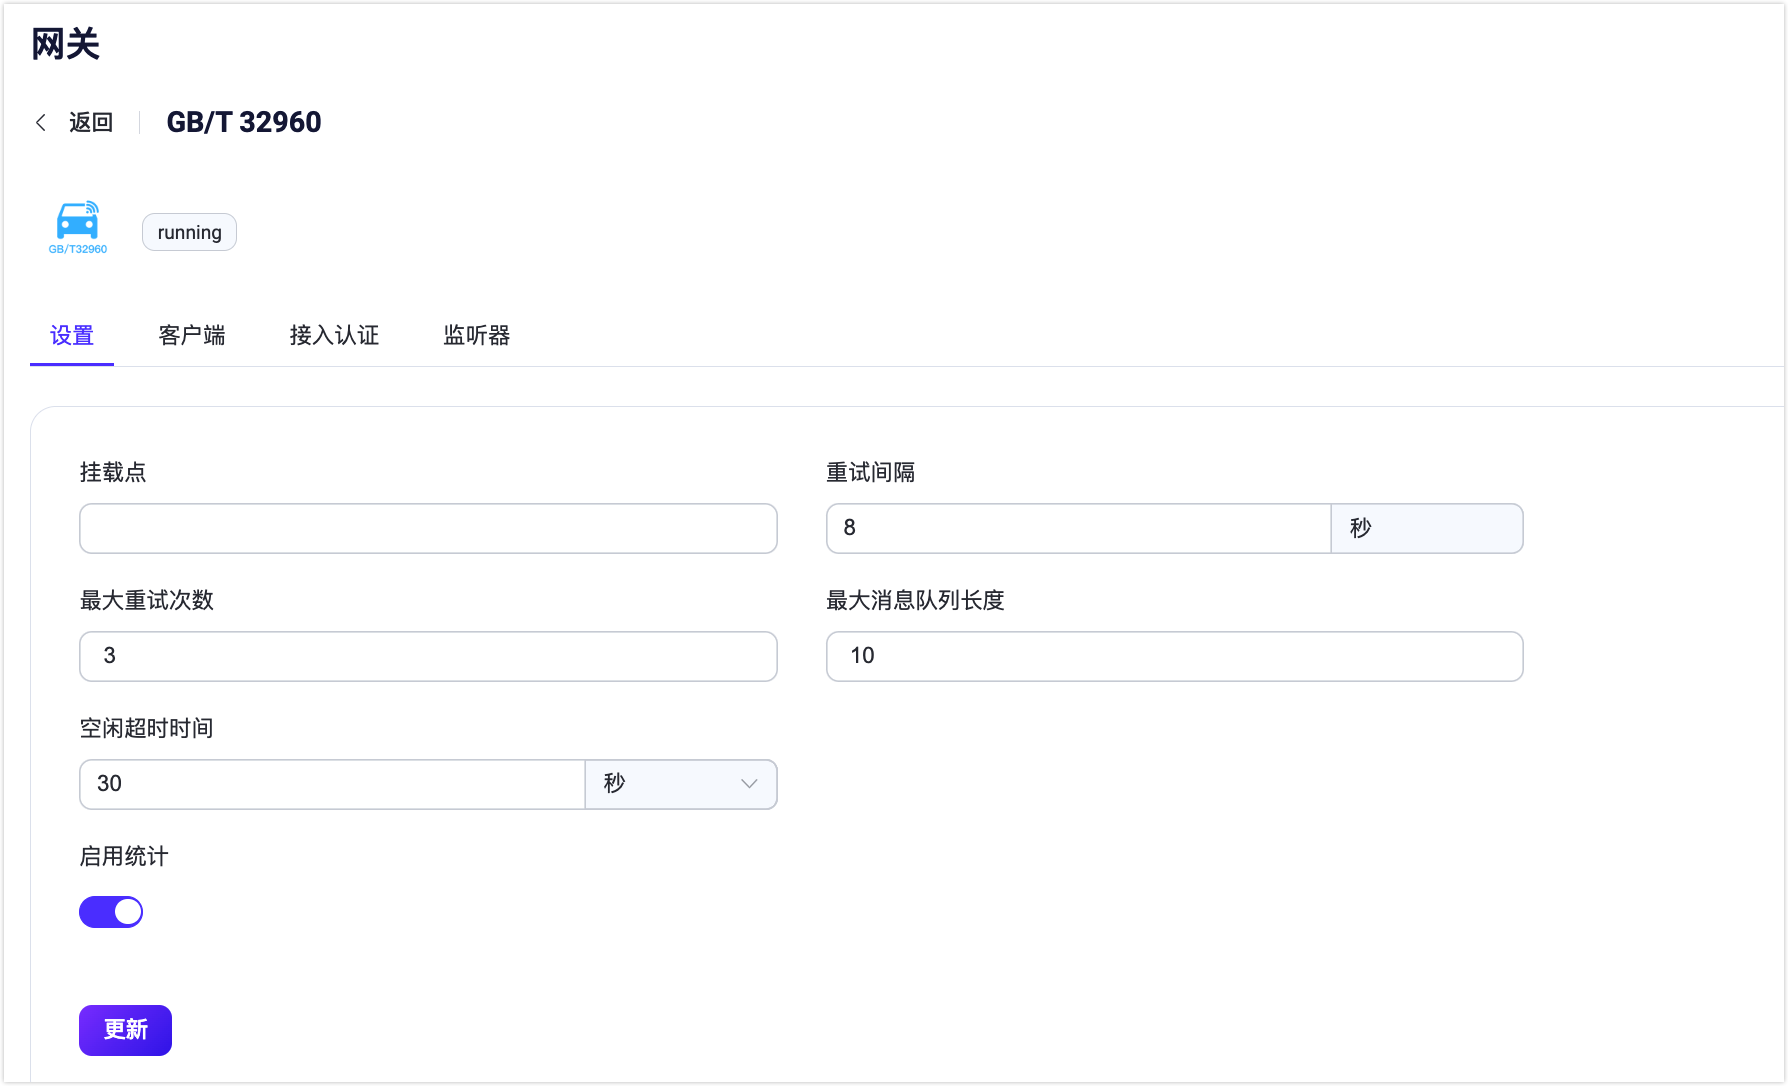 网关
返回 GB/T 32960
GB/T32960
running
设置 客户端 接入认证 监听器
挂载点 重试间隔
8 秒
最大重试次数 最大消息队列长度
3 10
空闲超时时间
30 秒
启用统计
更新